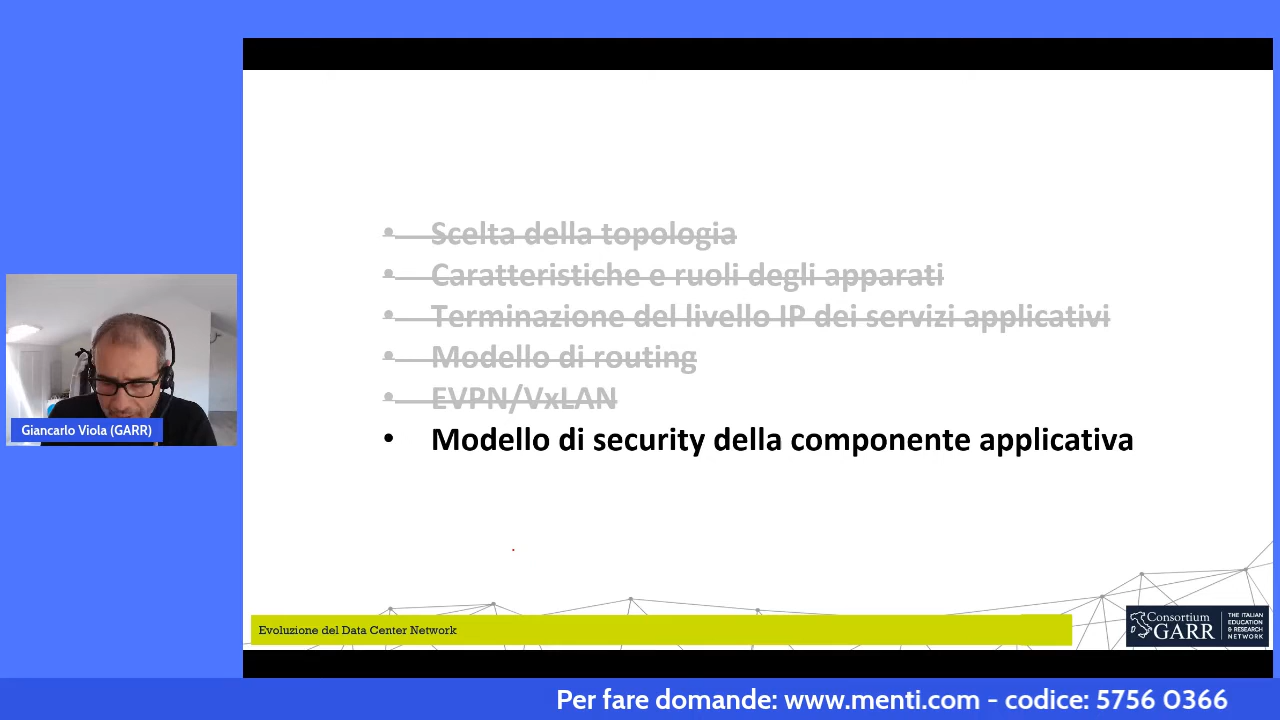 • Scelta della topologia
• Caratteristiche e ruoli degli apparati
• Terminazione del livello IP dei servizi applicativi
• Modello di routing
• EVPN/VxLAN
• Modello di security della componente applicativa
Giancarlo Viola (GARR)
Evoluzione del Data Center Network
Consortium
GARR
THE ITALIAN
EDUCATION
& RESEARCH
NETWORK
Per fare domande: www.menti.com - codice: 5756 0366